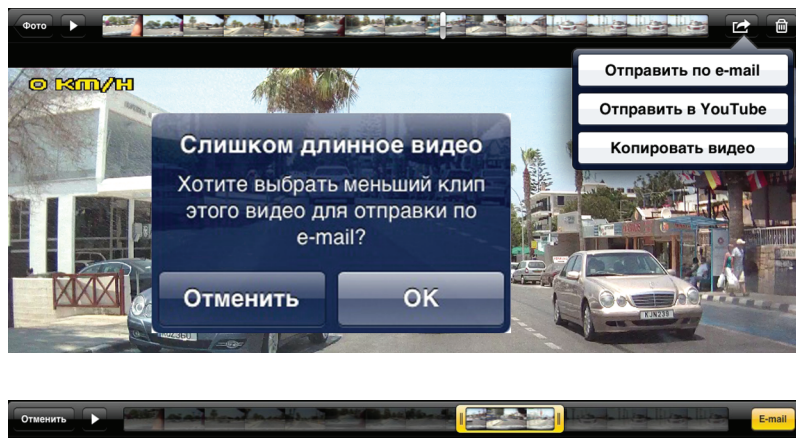 Фото
Отправить по e-mail
Отправить в YouTube
Копировать видео
0 KM/H
Слишком длинное видео
Хотите выбрать меньший клип
этого видео для отправки по
e-mail?
Отменить
OK
KJN239
Отменить
E-mail